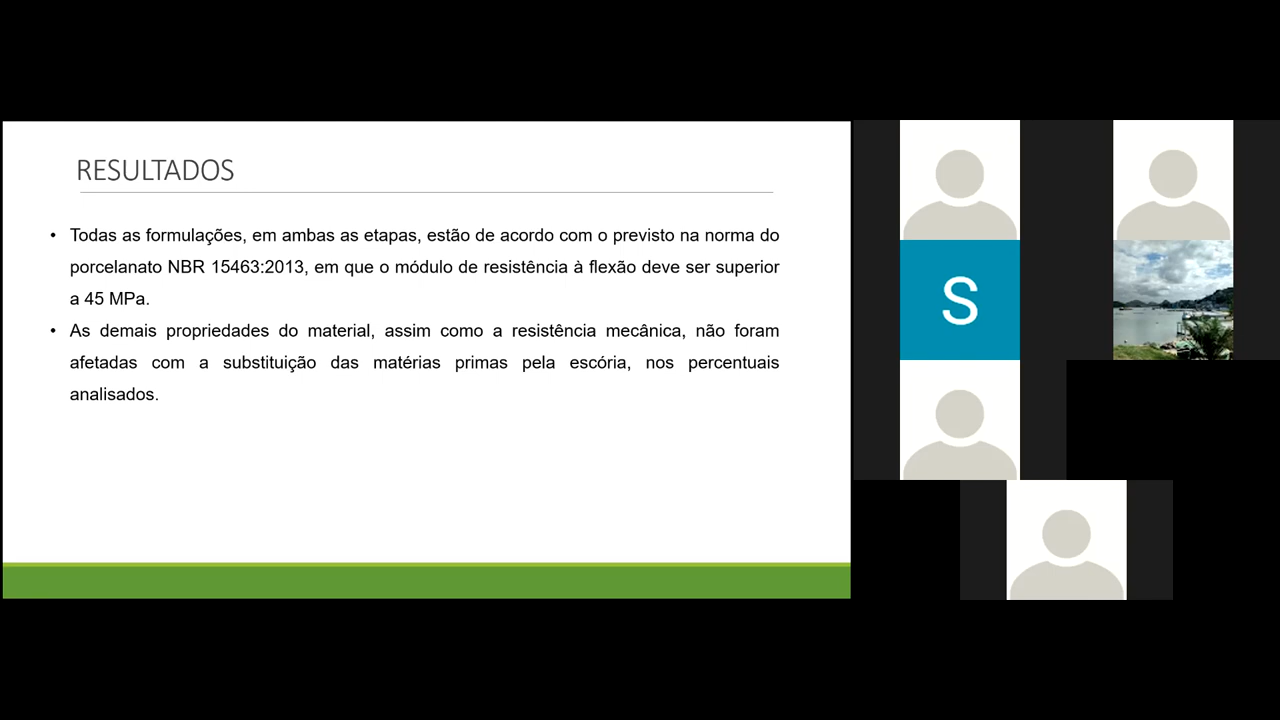 RESULTADOS
• Todas as formulações, em ambas as etapas, estão de acordo com o previsto na norma do
porcelanato NBR 15463:2013, em que o módulo de resistência à flexão deve ser superior
a 45 MPa.
• As demais propriedades do material, assim como a resistência mecânica, não foram
afetadas com a substituição das matérias primas pela escória, nos percentuais
analisados.
S